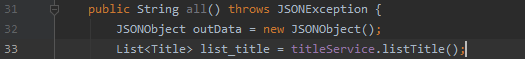 31 public String all() throws JSONException {
32 JSONObject outData = new JSONObject();
33 List<Title> list_title = titleService.listTitle();